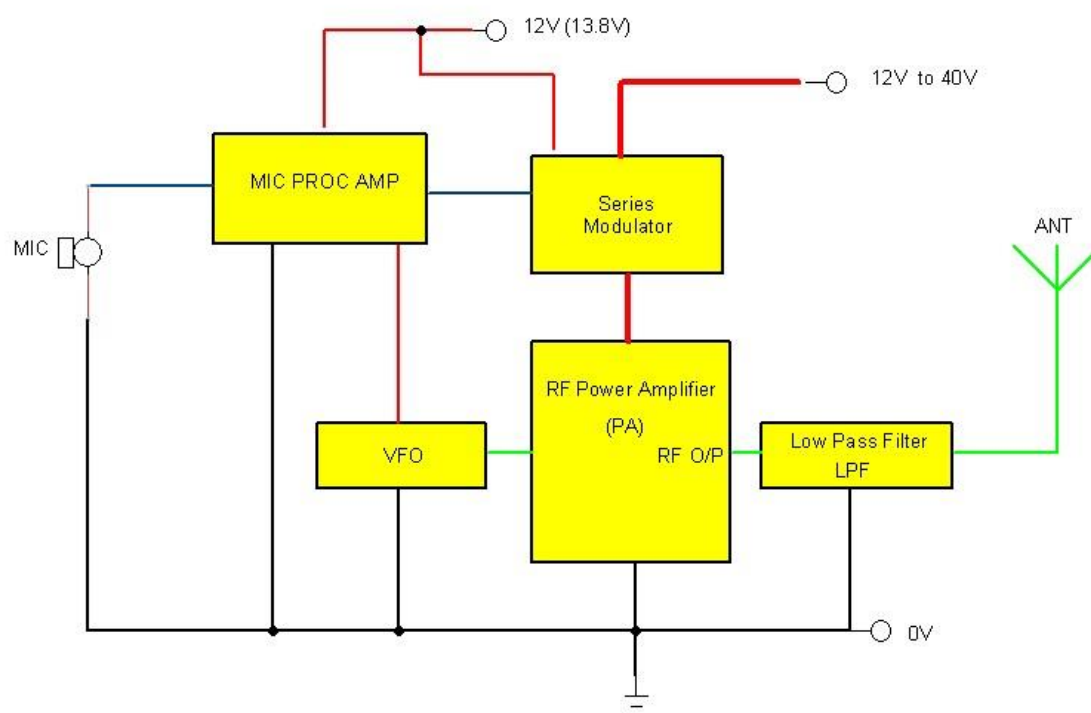 12V (13.8V)
12V to 40V
MIC PROC AMP
Series
Modulator
MIC
ANT
RF Power Amplifier
(PA)
RF O/P
VFO
Low Pass Filter
LPF
0V